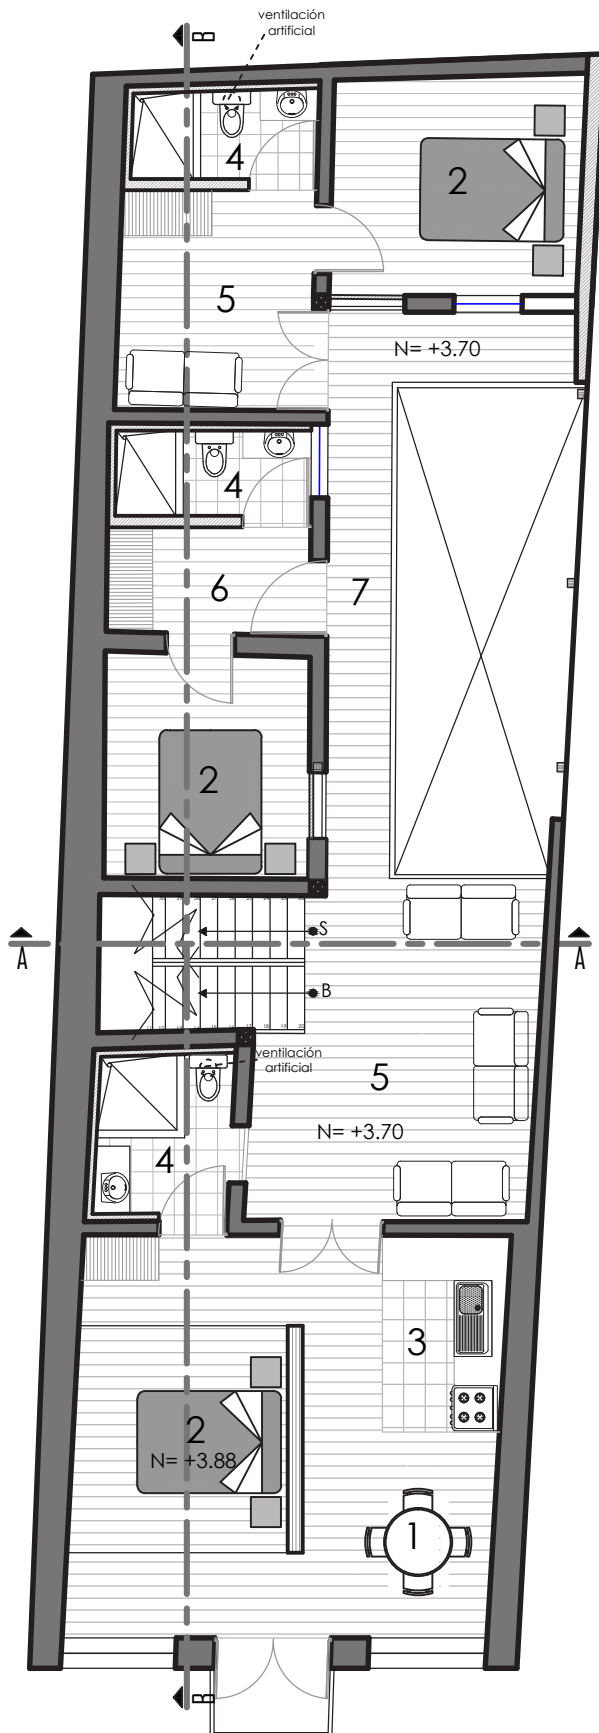 ventilación
artificial
B
4
2
5
N= +3.70
4
6
7
2
S
A
A
B
ventilación
artificial
5
N= +3.70
4
3
2
N= +3.88
1
B